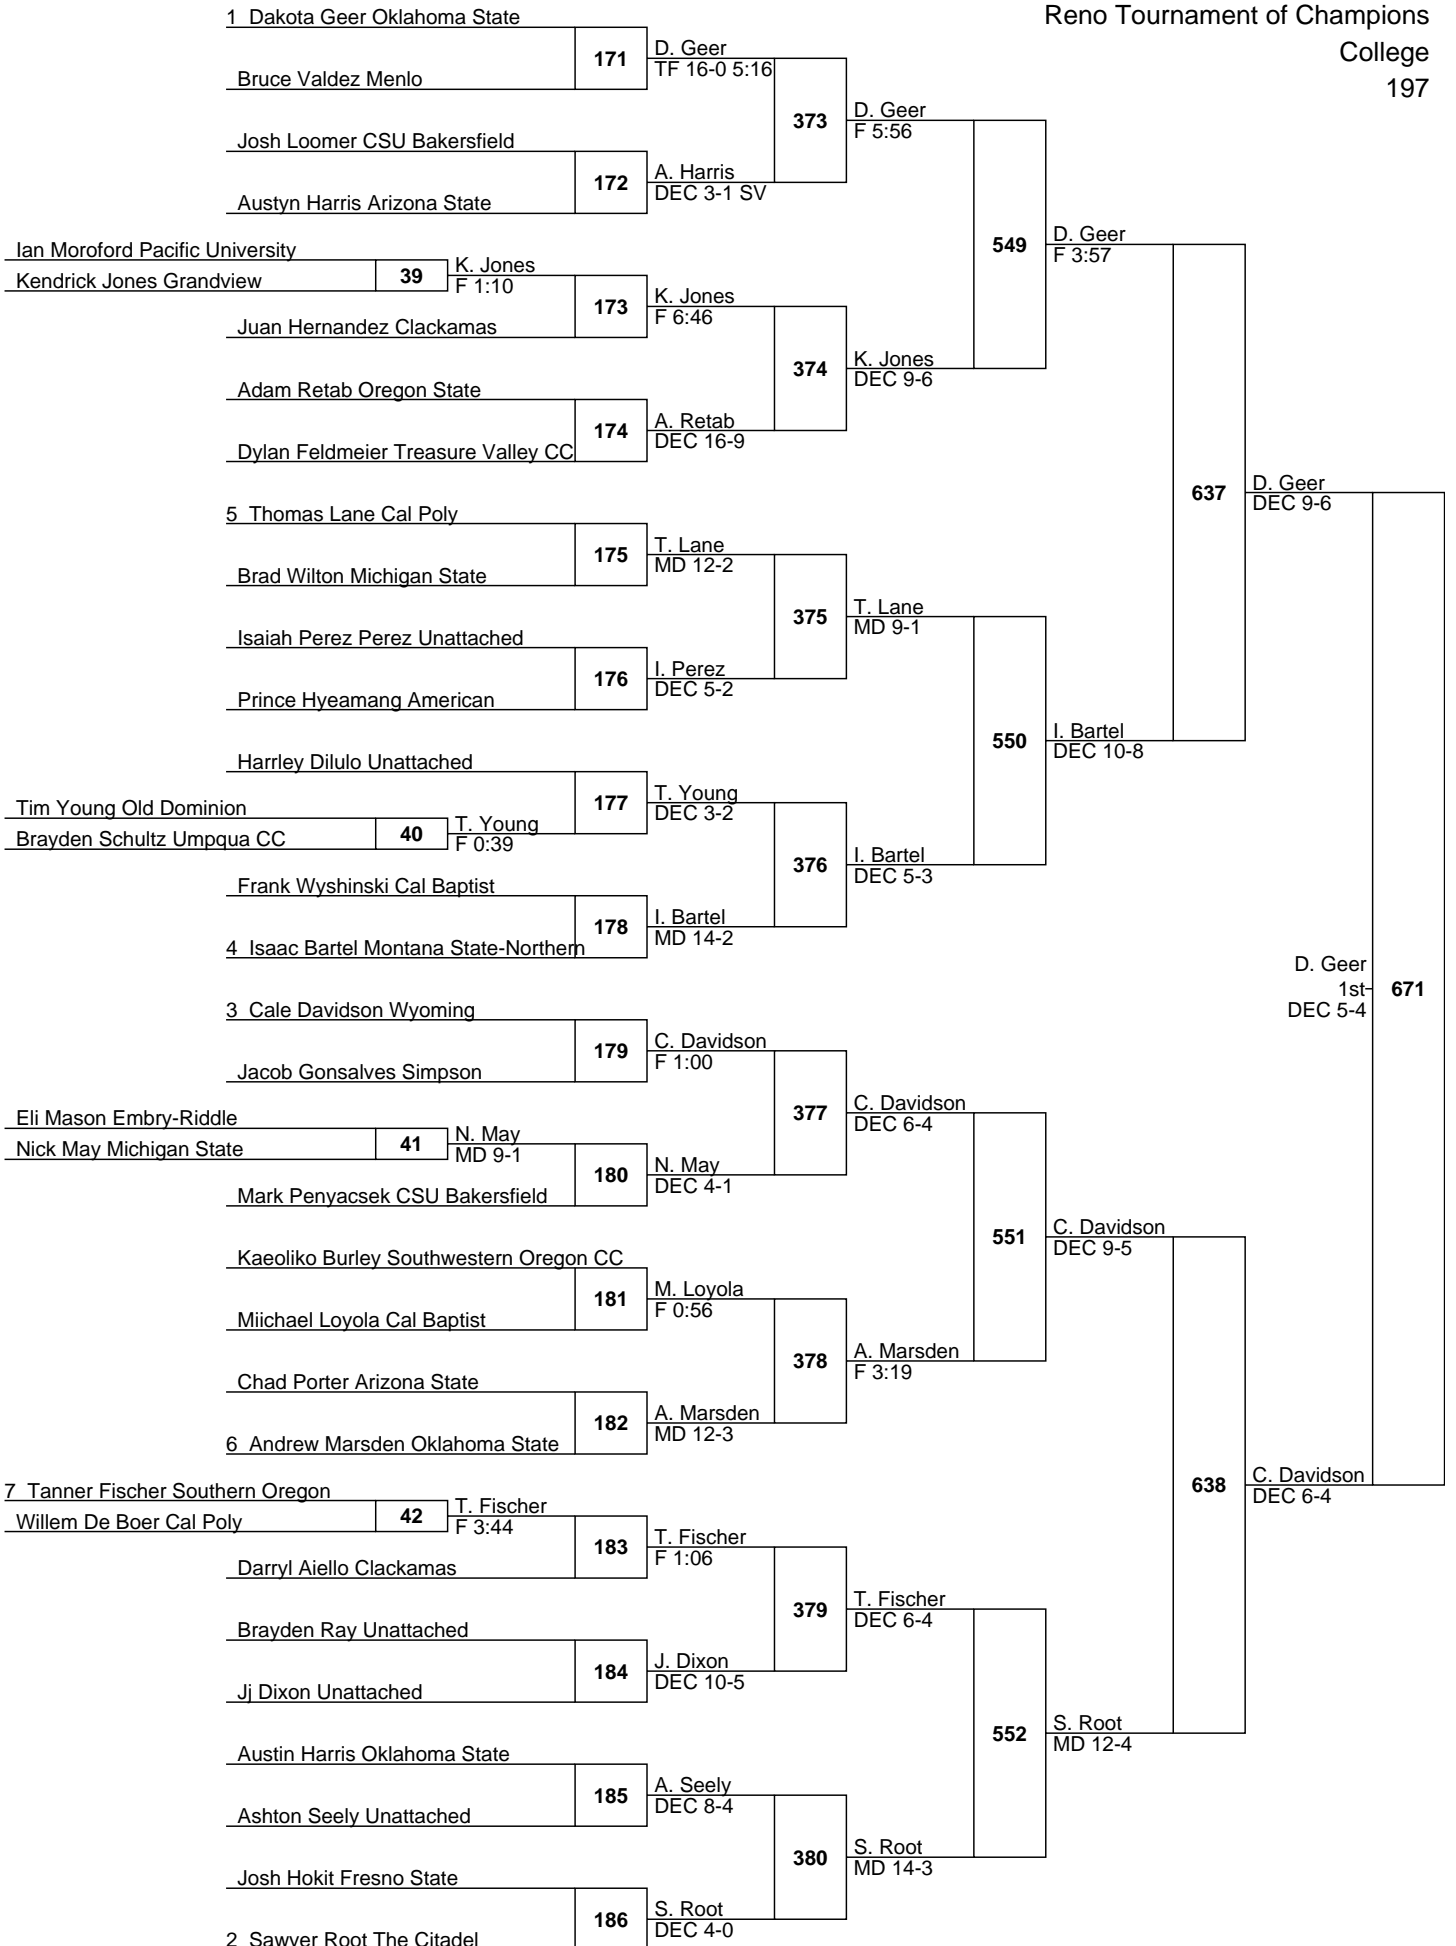 Reno Tournament of Champions
College
197
1 Dakota Geer Oklahoma State
171
D. Geer
TF 16-0 5:16
Bruce Valdez Menlo
373
D. Geer
F 5:56
Josh Loomer CSU Bakersfield
172
A. Harris
DEC 3-1 SV
Austyn Harris Arizona State
549
D. Geer
F 3:57
Ian Moroford Pacific University
39
K. Jones
F 1:10
Kendrick Jones Grandview
173
K. Jones
F 6:46
Juan Hernandez Clackamas
374
K. Jones
DEC 9-6
Adam Retab Oregon State
174
A. Retab
DEC 16-9
Dylan Feldmeier Treasure Valley CC
637
D. Geer
DEC 9-6
5 Thomas Lane Cal Poly
175
T. Lane
MD 12-2
Brad Wilton Michigan State
375
T. Lane
MD 9-1
Isaiah Perez Perez Unattached
176
I. Perez
DEC 5-2
Prince Hyeamang American
550
I. Bartel
DEC 10-8
Harrley Dilulo Unattached
177
T. Young
DEC 3-2
Tim Young Old Dominion
40
T. Young
F 0:39
Brayden Schultz Umpqua CC
376
I. Bartel
DEC 5-3
Frank Wyshinski Cal Baptist
178
I. Bartel
MD 14-2
4 Isaac Bartel Montana State-Northern
D. Geer
1st
671
DEC 5-4
3 Cale Davidson Wyoming
179
C. Davidson
F 1:00
Jacob Gonsalves Simpson
377
C. Davidson
DEC 6-4
Eli Mason Embry-Riddle
41
N. May
MD 9-1
Nick May Michigan State
180
N. May
DEC 4-1
Mark Penyacsek CSU Bakersfield
551
C. Davidson
DEC 9-5
Kaeoliko Burley Southwestern Oregon CC
181
M. Loyola
F 0:56
Miichael Loyola Cal Baptist
378
A. Marsden
F 3:19
Chad Porter Arizona State
182
A. Marsden
MD 12-3
6 Andrew Marsden Oklahoma State
638
C. Davidson
DEC 6-4
7 Tanner Fischer Southern Oregon
42
T. Fischer
F 3:44
Willem De Boer Cal Poly
183
T. Fischer
F 1:06
Darryl Aiello Clackamas
379
T. Fischer
DEC 6-4
Brayden Ray Unattached
184
J. Dixon
DEC 10-5
Jj Dixon Unattached
552
S. Root
MD 12-4
Austin Harris Oklahoma State
185
A. Seely
DEC 8-4
Ashton Seely Unattached
380
S. Root
MD 14-3
Josh Hokit Fresno State
186
S. Root
DEC 4-0
2 Sawyer Root The Citadel